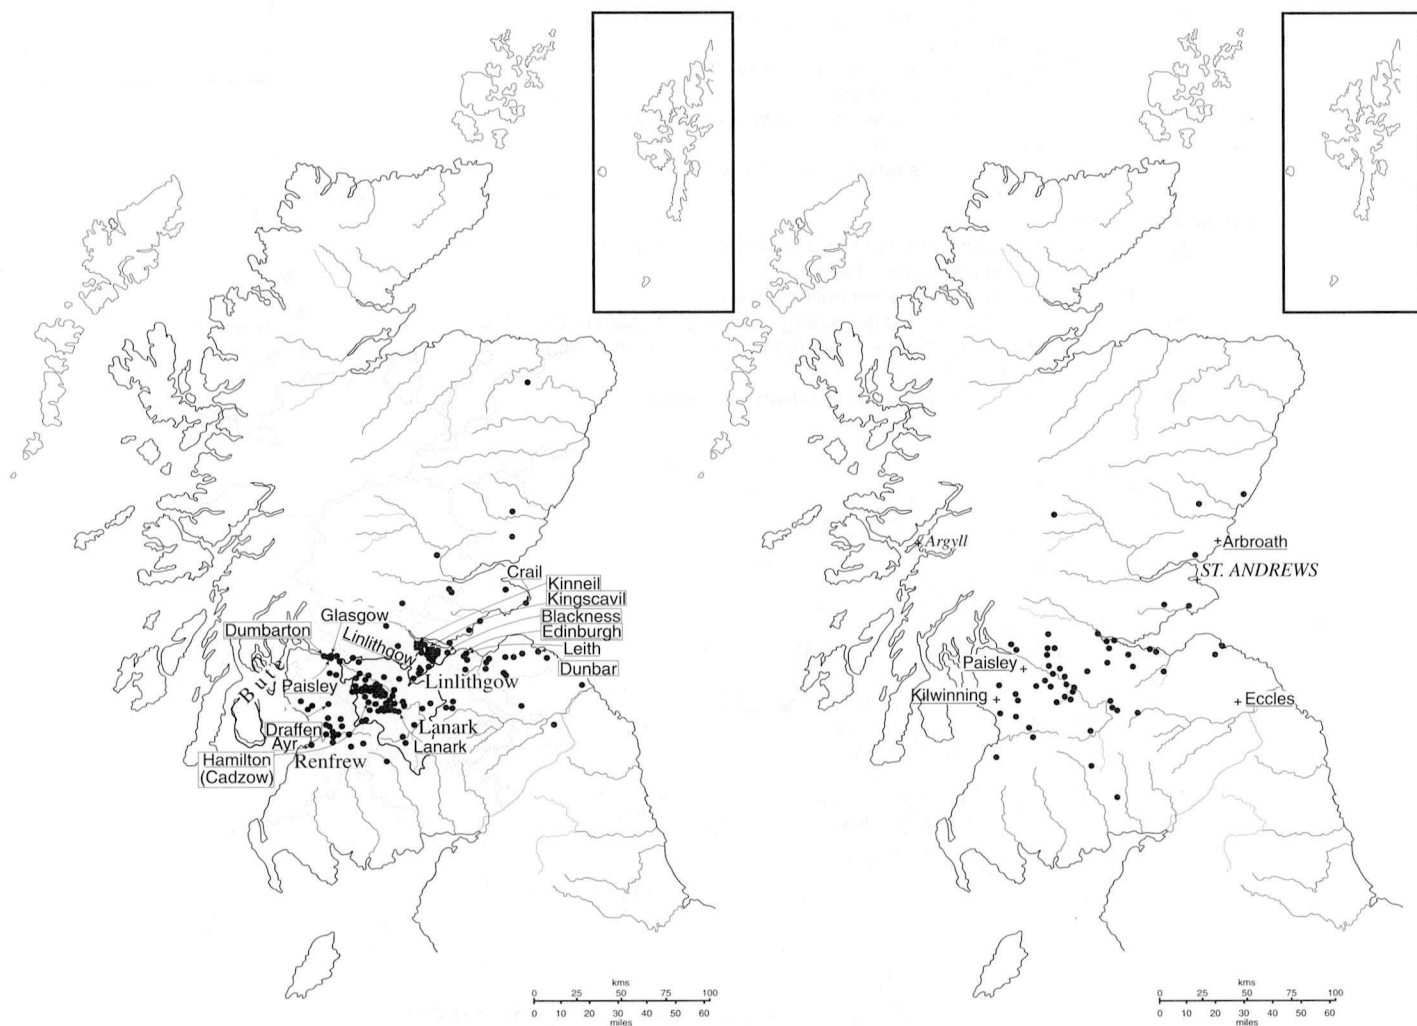 Crail
Kinneil
Kingscavil
Glasgow
Blackness
Dumbarton
Linlithgow
Edinburgh
Leith
Dunbar
Bute
Paisley
Linlithgow
Draffen
Lanark
Ayr
Lanark
Hamilton
(Cadzow)
Renfrew
kms
0 25 50 75 100
0 10 20 30 40 50 60
miles
Argyll
Arbroath
ST. ANDREWS
Paisley
Kilwinning
Eccles
kms
0 25 50 75 100
0 10 20 30 40 50 60
miles